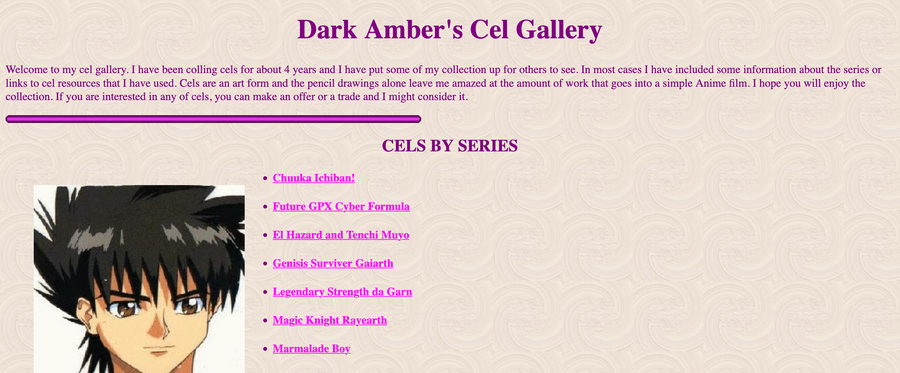 Dark Amber's Cel Gallery
Welcome to my cel gallery. I have been colling cels for about 4 years and I have put some of my collection up for others to see. In most cases I have included some information about the series or
links to cel resources that I have used. Cels are an art form and the pencil drawings alone leave me amazed at the amount of work that goes into a simple Anime film. I hope you will enjoy the
collection. If you are interested in any of cels, you can make an offer or a trade and I might consider it.
CELS BY SERIES
Chuuka Ichiban!
Future GPX Cyber Formula
El Hazard and Tenchi Muyo
Genisis Surviver Gaiarth
Legendary Strength da Garn
Magic Knight Rayearth
Marmalade Boy